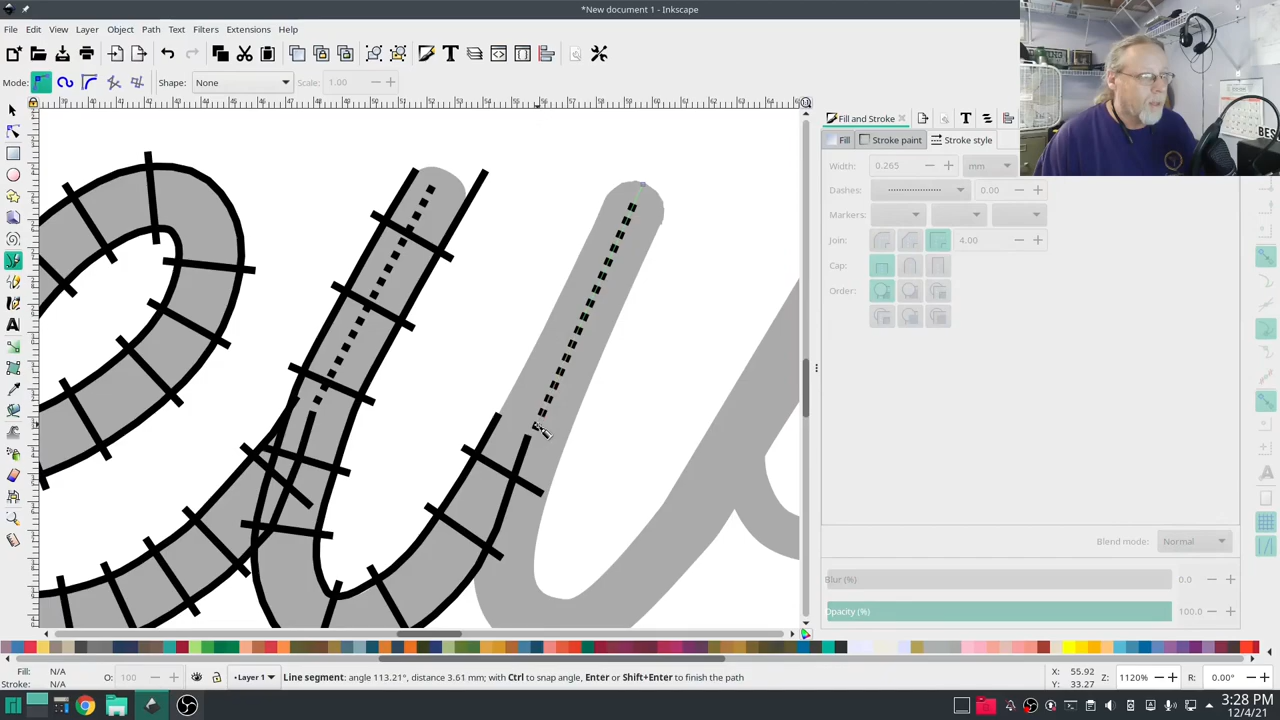 *New document 1 - Inkscape
File Edit View Layer Object Path Text Filters Extensions Help
Mode: Shape: None Scale: 1.00
Fill and Stroke
Fill Stroke paint Stroke style
Width: 0.265 mm
Dashes: 0.00
Markers:
Join: 4.00
Cap:
Order:
Blend mode: Normal
Blur (%) 0.0
Opacity (%) 100.0
Fill: N/A
Stroke: N/A
O: 100
•Layer 1
Line segment: angle 113.21°, distance 3.61 mm; with Ctrl to snap angle, Enter or Shift+Enter to finish the path
X: 55.92
Y: 33.27
Z: 1120%
R: 0.00°
3:28 PM
12/4/21